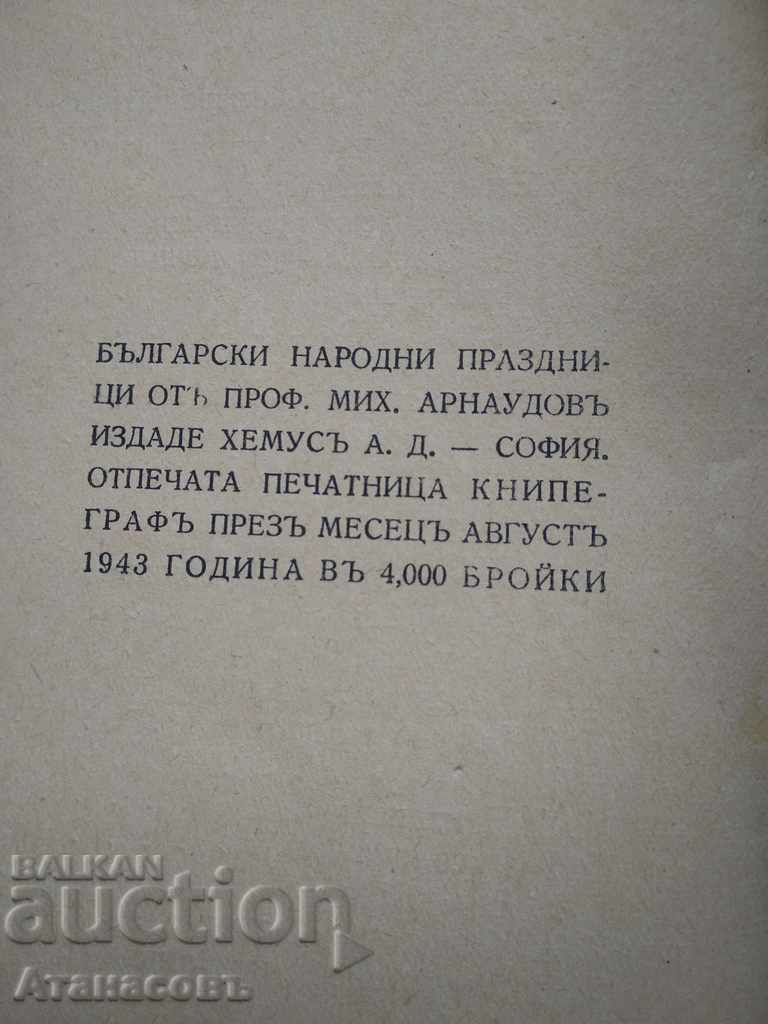 БЪЛГАРСКИ НАРОДНИ ПРАЗДНИ-
ЦИ ОТЪ ПРОФ. МИХ. АРНАУДОВЪ
ИЗДАДЕ ХЕМУСЪ А. Д. — СОФИЯ.
ОТПЕЧАТА ПЕЧАТНИЦА КНИПЕ-
ГРАФЪ ПРЕЗЪ МЕСЕЦЪ АВГУСТЪ
1943 ГОДИНА ВЪ 4,000 БРОЙКИ
BALKAN
auction
Атанасовъ